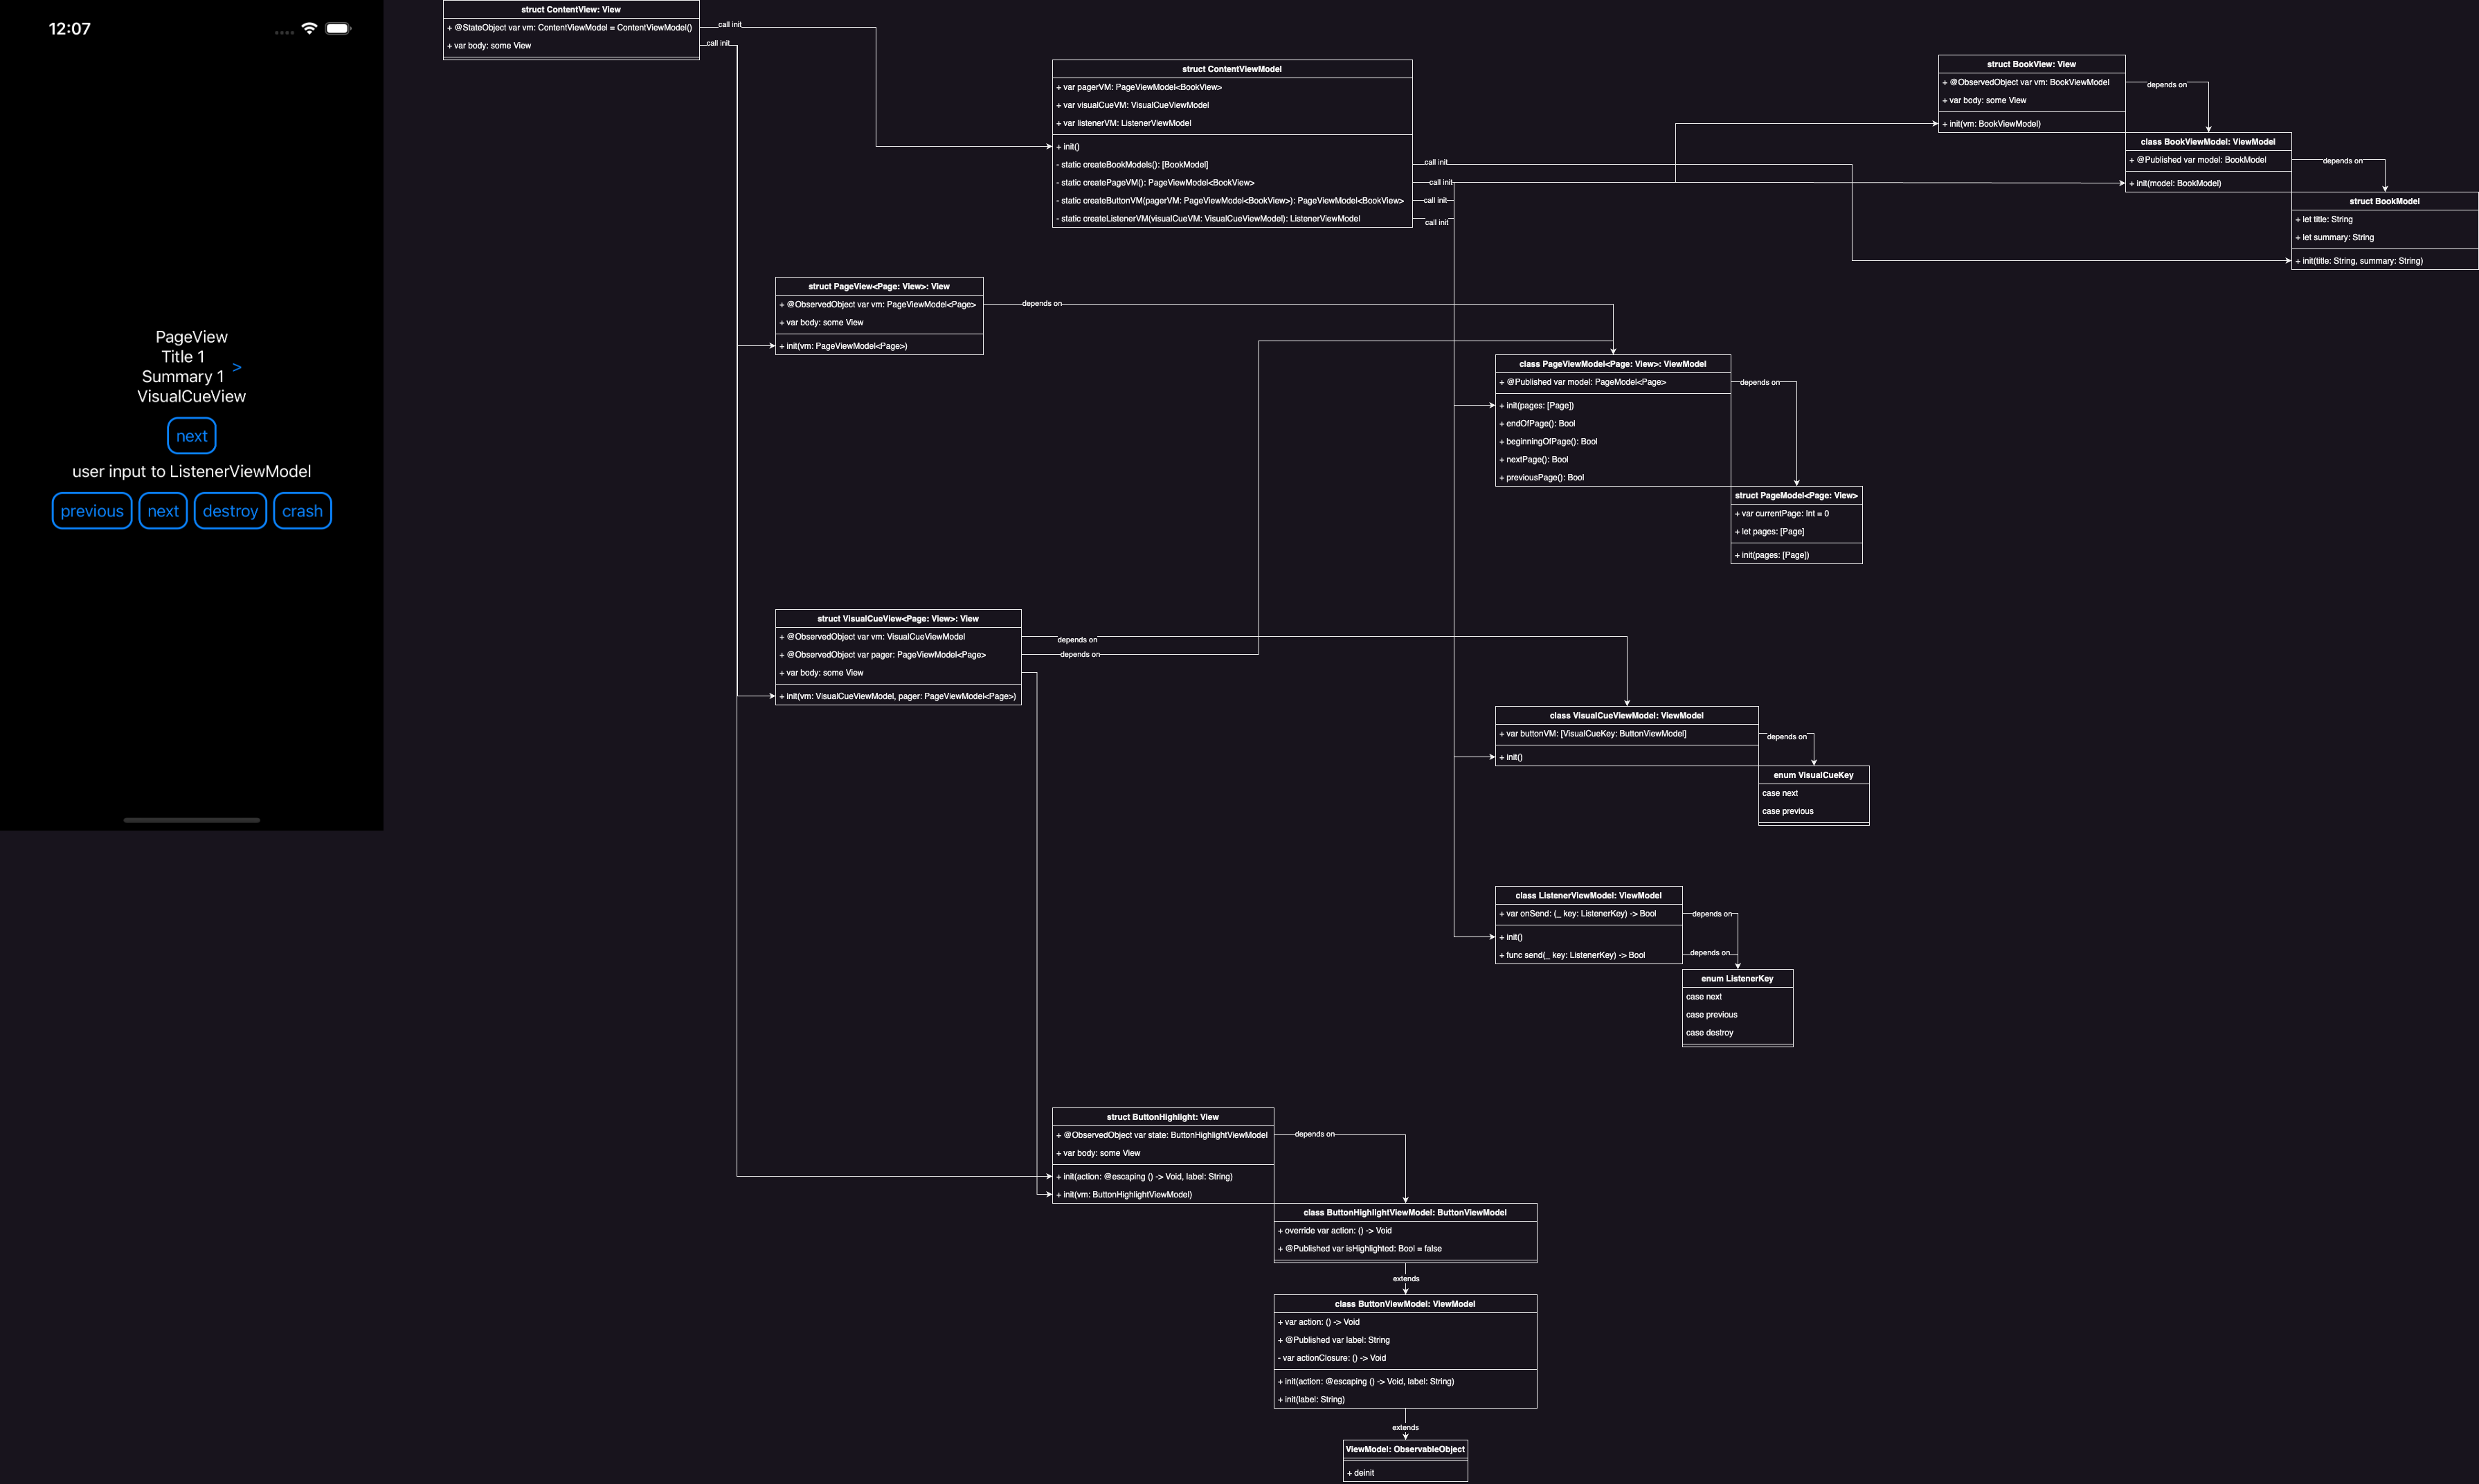 12:07
PageView
Title 1
Summary 1
>
VisualCueView
next
user input to ListenerViewModel
previous
next
destroy
crash
struct ContentView: View
+ @StateObject var vm: ContentViewModel = ContentViewModel()
+ var body: some View
call init
call init
struct ContentViewModel
+ var pagerVM: PageViewModel<BookView>
+ var visualCueVM: VisualCueViewModel
+ var listenerVM: ListenerViewModel
+ init()
- static createBookModels(): [BookModel]
- static createPageVM(): PageViewModel<BookView>
- static createButtonVM(pagerVM: PageViewModel<BookView>): PageViewModel<BookView>
- static createListenerVM(visualCueVM: VisualCueViewModel): ListenerViewModel
call init
call init
call init
call init
struct BookView: View
+ @ObservedObject var vm: BookViewModel
+ var body: some View
+ init(vm: BookViewModel)
depends on
class BookViewModel: ViewModel
+ @Published var model: BookModel
+ init(model: BookModel)
depends on
struct BookModel
+ let title: String
+ let summary: String
+ init(title: String, summary: String)
struct PageView<Page: View>: View
+ @ObservedObject var vm: PageViewModel<Page>
+ var body: some View
+ init(vm: PageViewModel<Page>)
depends on
class PageViewModel<Page: View>: ViewModel
+ @Published var model: PageModel<Page>
+ init(pages: [Page])
+ endOfPage(): Bool
+ beginningOfPage(): Bool
+ nextPage(): Bool
+ previousPage(): Bool
depends on
struct PageModel<Page: View>
+ var currentPage: Int = 0
+ let pages: [Page]
+ init(pages: [Page])
struct VisualCueView<Page: View>: View
+ @ObservedObject var vm: VisualCueViewModel
+ @ObservedObject var pager: PageViewModel<Page>
+ var body: some View
+ init(vm: VisualCueViewModel, pager: PageViewModel<Page>)
depends on
depends on
class VisualCueViewModel: ViewModel
+ var buttonVM: [VisualCueKey: ButtonViewModel]
+ init()
depends on
enum VisualCueKey
case next
case previous
class ListenerViewModel: ViewModel
+ var onSend: (_ key: ListenerKey) -> Bool
+ init()
+ func send(_ key: ListenerKey) -> Bool
depends on
depends on
enum ListenerKey
case next
case previous
case destroy
struct ButtonHighlight: View
+ @ObservedObject var state: ButtonHighlightViewModel
+ var body: some View
+ init(action: @escaping () -> Void, label: String)
+ init(vm: ButtonHighlightViewModel)
depends on
class ButtonHighlightViewModel: ButtonViewModel
+ override var action: () -> Void
+ @Published var isHighlighted: Bool = false
extends
class ButtonViewModel: ViewModel
+ var action: () -> Void
+ @Published var label: String
- var actionClosure: () -> Void
+ init(action: @escaping () -> Void, label: String)
+ init(label: String)
extends
ViewModel: ObservableObject
+ deinit